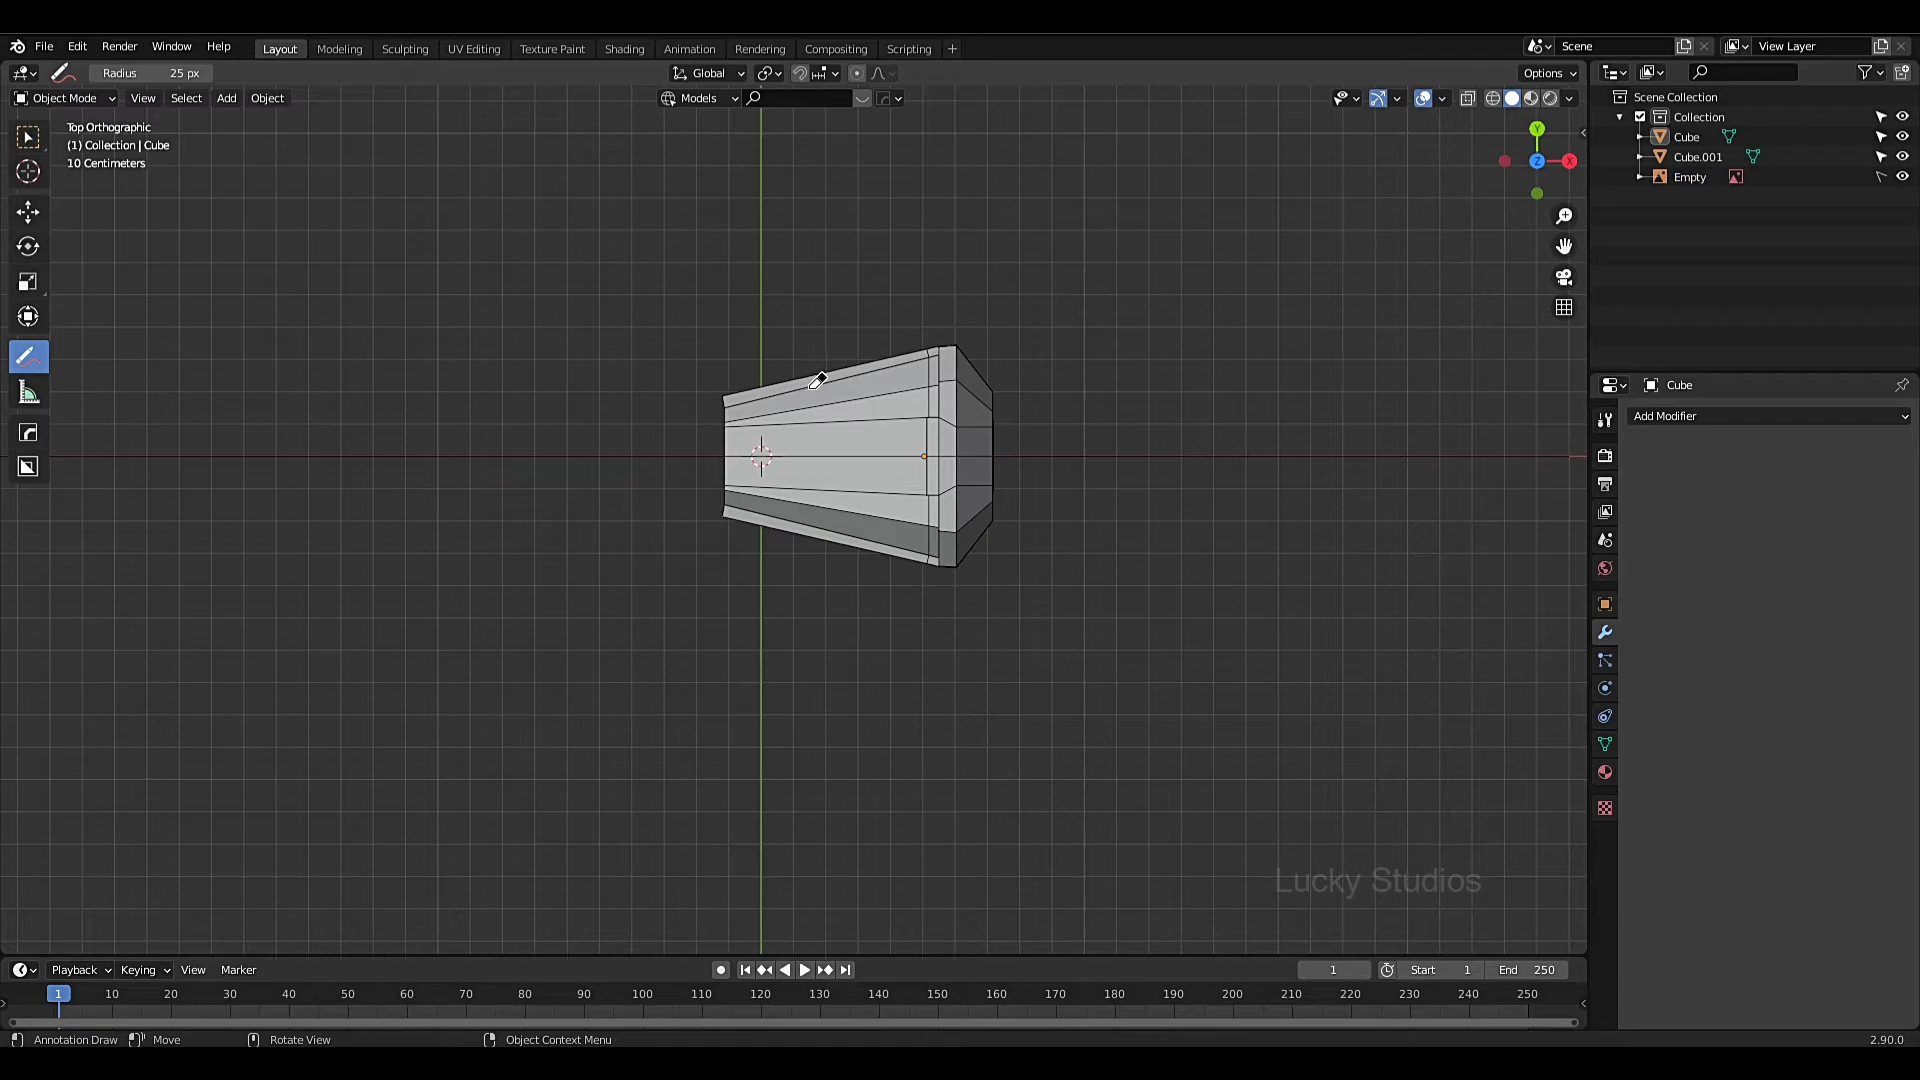 File Edit Render Window Help Layout Modeling Sculpting UV Editing Texture Paint Shading Animation Rendering Compositing Scripting Scene View Layer
Radius 25 px Global Options
Object Mode View Select Add Object Models
Top Orthographic
(1) Collection | Cube
10 Centimeters
Y
Z X
Scene Collection
Collection
Cube
Cube.001
Empty
Cube
Add Modifier
Lucky Studios
Playback Keying View Marker 1 Start 1 End 250
1 10 20 30 40 50 60 70 80 90 100 110 120 130 140 150 160 170 180 190 200 210 220 230 240 250
Annotation Draw Move Rotate View Object Context Menu 2.90.0